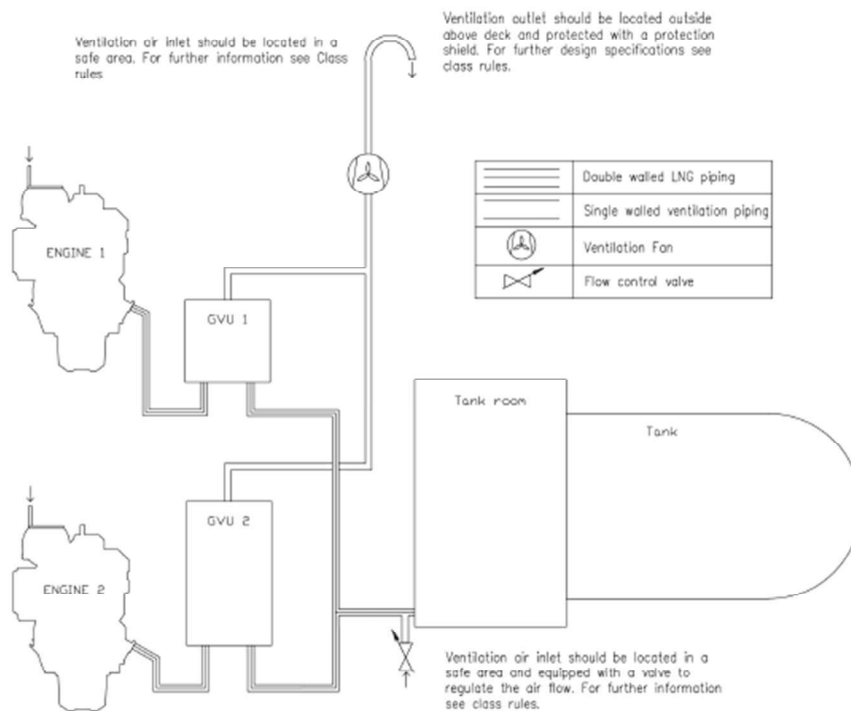 Ventilation outlet should be located outside
above deck and protected with a protection
shield. For further design specifications see
class rules.
Ventilation air inlet should be located in a
safe area. For further information see Class
rules
Double walled LNG piping
Single walled ventilation piping
Ventilation Fan
Flow control valve
ENGINE 1
GVU 1
Tank room
Tank
GVU 2
ENGINE 2
Ventilation air inlet should be located in a
safe area and equipped with a valve to
regulate the air flow. For further information
see class rules.